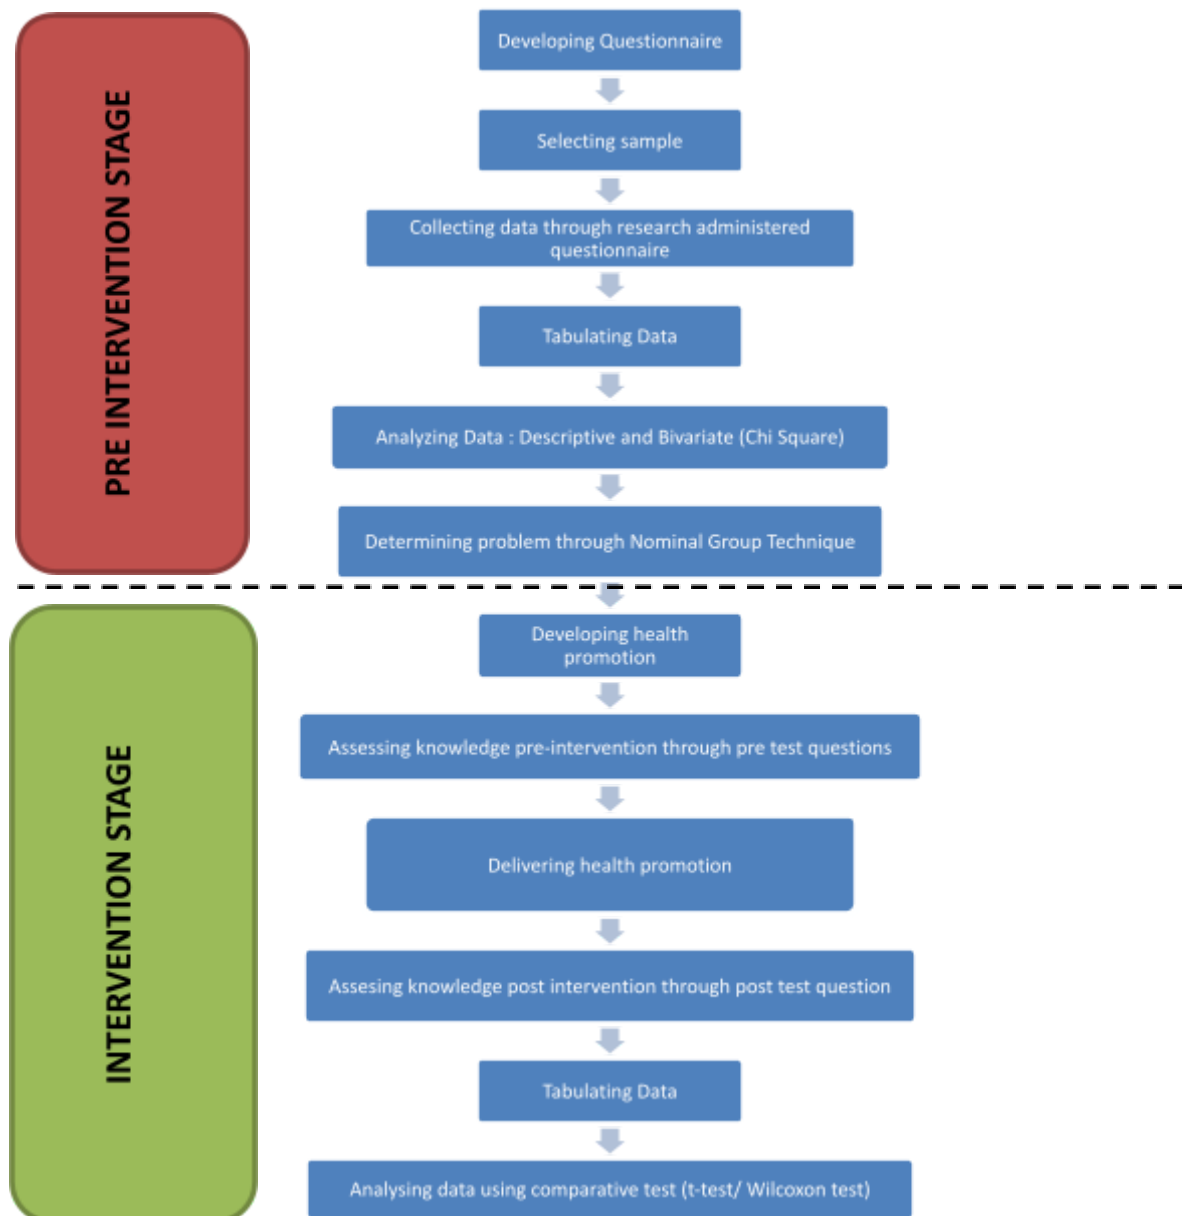 PRE INTERVENTION STAGE
Developing Questionnaire
Selecting sample
Collecting data through research administered
questionnaire
Tabulating Data
Analyzing Data : Descriptive and Bivariate (Chi Square)
Determining problem through Nominal Group Technique
INTERVENTION STAGE
Developing health
promotion
Assessing knowledge pre-intervention through pre test questions
Delivering health promotion
Assesing knowledge post intervention through post test question
Tabulating Data
Analysing data using comparative test (t-test/ Wilcoxon test)